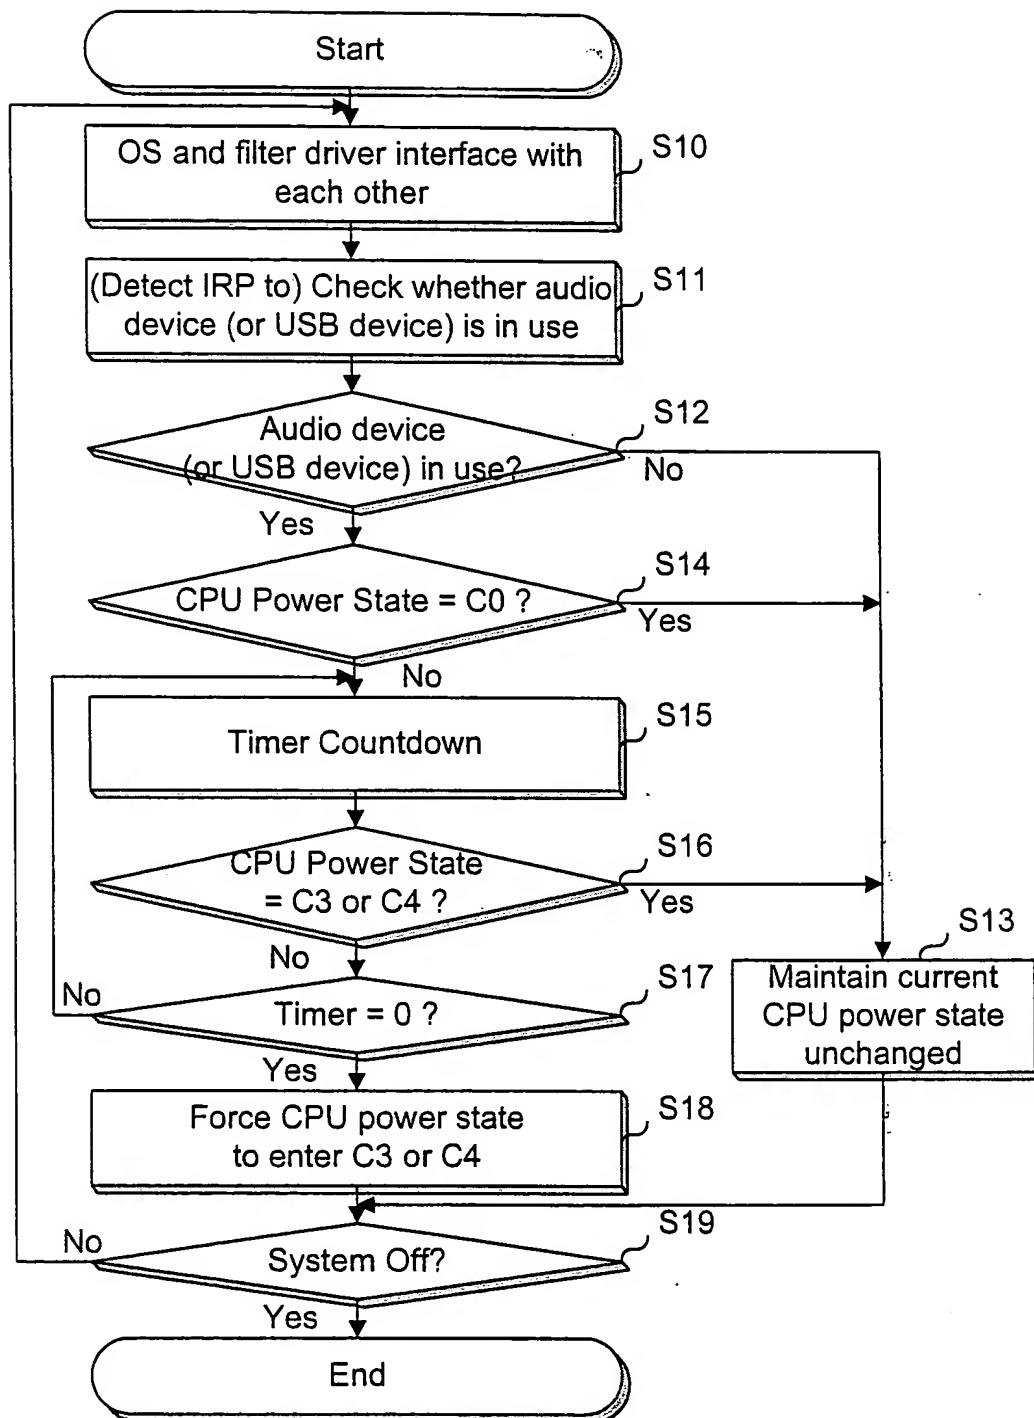 Start
OS and filter driver interface with
each other
S10
(Detect IRP to) Check whether audio
device (or USB device) is in use
S11
Audio device
(or USB device) in use?
S12
No
Yes
CPU Power State = C0 ?
S14
Yes
No
Timer Countdown
S15
CPU Power State
= C3 or C4 ?
S16
Yes
No
Timer = 0 ?
S17
No
Yes
S13
Maintain current
CPU power state
unchanged
Force CPU power state
to enter C3 or C4
S18
System Off?
S19
No
Yes
End